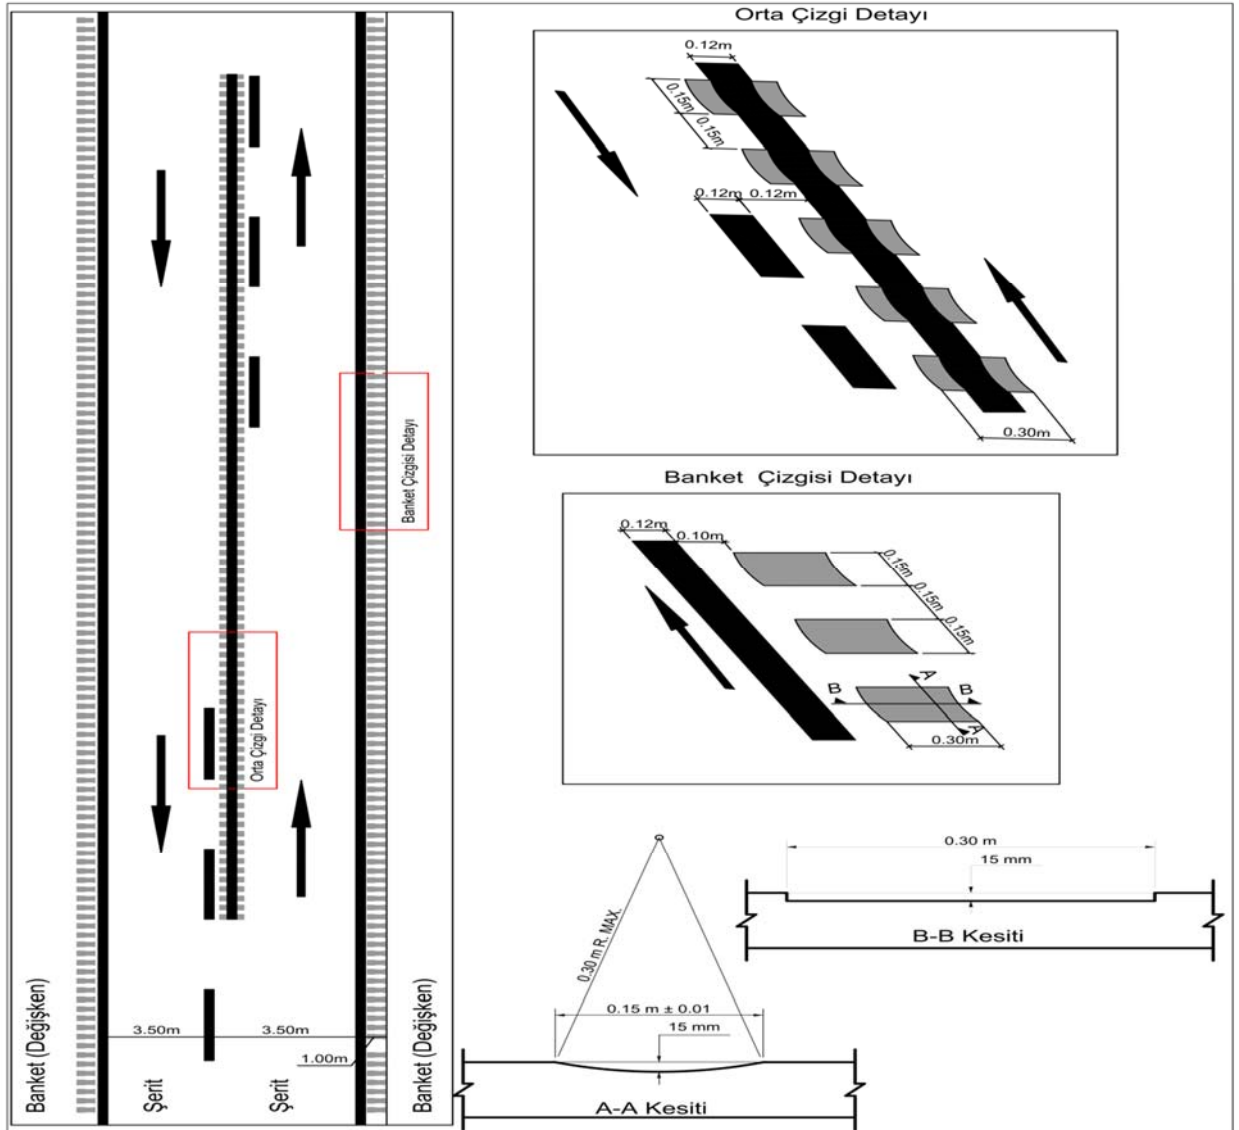 Orta Çizgi Detayı
0.12m
0.15m
0.15m
0.12m
0.12m
0.30m
Banket Çizgisi Detayı
0.12m
0.10m
0.15m
0.15m
0.15m
A
B
B
A
0.30m
Banket Çizgisi Detayı
Orta Çizgi Detayı
3.50m
3.50m
1.00m
Banket (Değişken)
Şerit
Şerit
Banket (Değişken)
0.30 m R. MAX.
0.15 m ± 0.01
15 mm
A-A Kesiti
0.30 m
15 mm
B-B Kesiti